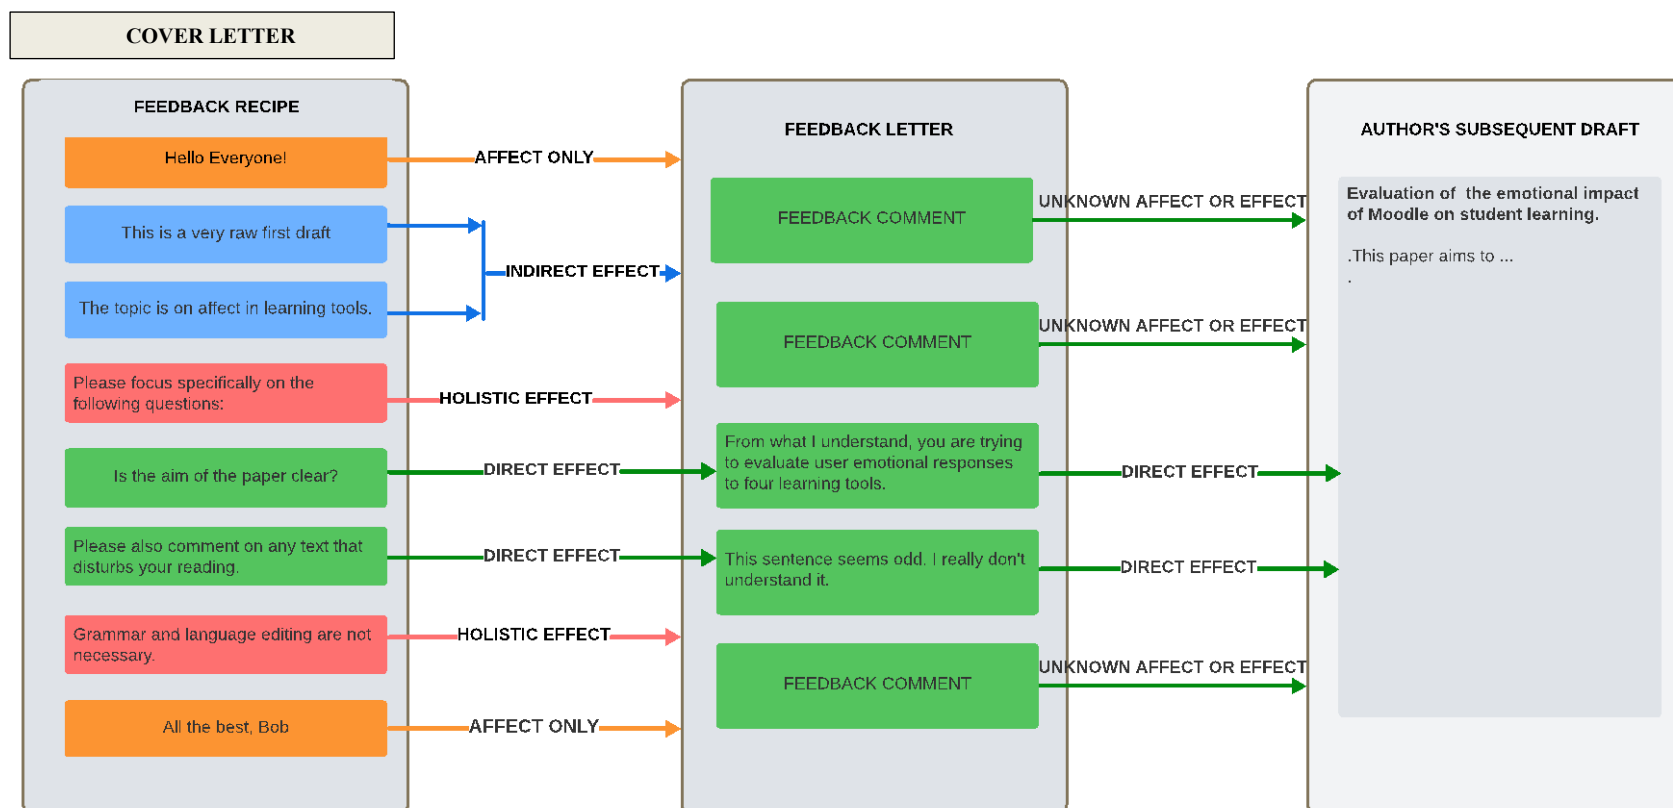 COVER LETTER
FEEDBACK RECIPE
Hello Everyone!
This is a very raw first draft
The topic is on affect in learning tools.
Please focus specifically on the
following questions:
Is the aim of the paper clear?
Please also comment on any text that
disturbs your reading.
Grammar and language editing are not
necessary.
All the best, Bob
AFFECT ONLY
INDIRECT EFFECT
HOLISTIC EFFECT
DIRECT EFFECT
DIRECT EFFECT
HOLISTIC EFFECT
AFFECT ONLY
FEEDBACK LETTER
FEEDBACK COMMENT
FEEDBACK COMMENT
From what I understand, you are trying
to evaluate user emotional responses
to four learning tools.
This sentence seems odd. I really don't
understand it.
FEEDBACK COMMENT
UNKNOWN AFFECT OR EFFECT
UNKNOWN AFFECT OR EFFECT
DIRECT EFFECT
DIRECT EFFECT
UNKNOWN AFFECT OR EFFECT
AUTHOR'S SUBSEQUENT DRAFT
Evaluation of the emotional impact
of Moodle on student learning.
.This paper aims to ...
.